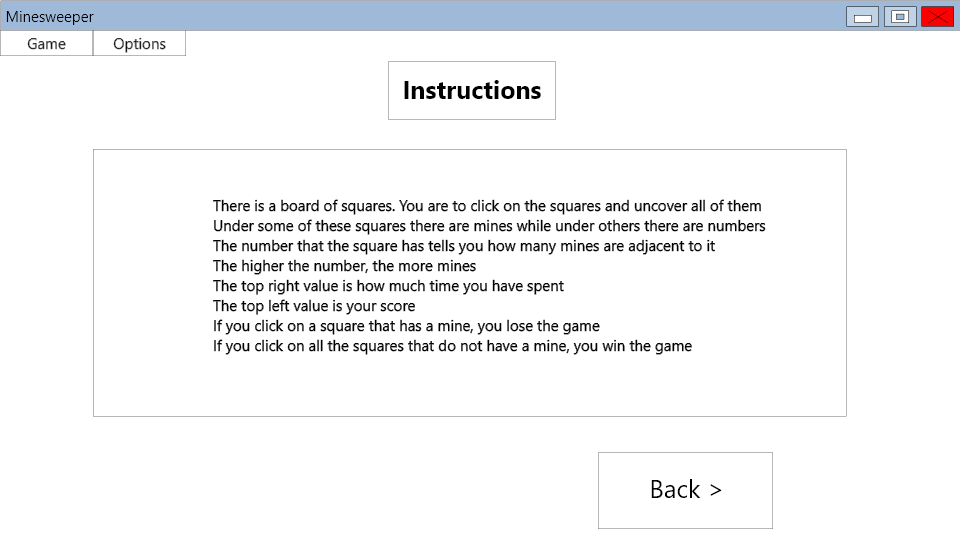 Minesweeper
Game
Options
Instructions
There is a board of squares. You are to click on the squares and uncover all of them
Under some of these squares there are mines while under others there are numbers
The number that the square has tells you how many mines are adjacent to it
The higher the number, the more mines
The top right value is how much time you have spent
The top left value is your score
If you click on a square that has a mine, you lose the game
If you click on all the squares that do not have a mine, you win the game
Back >